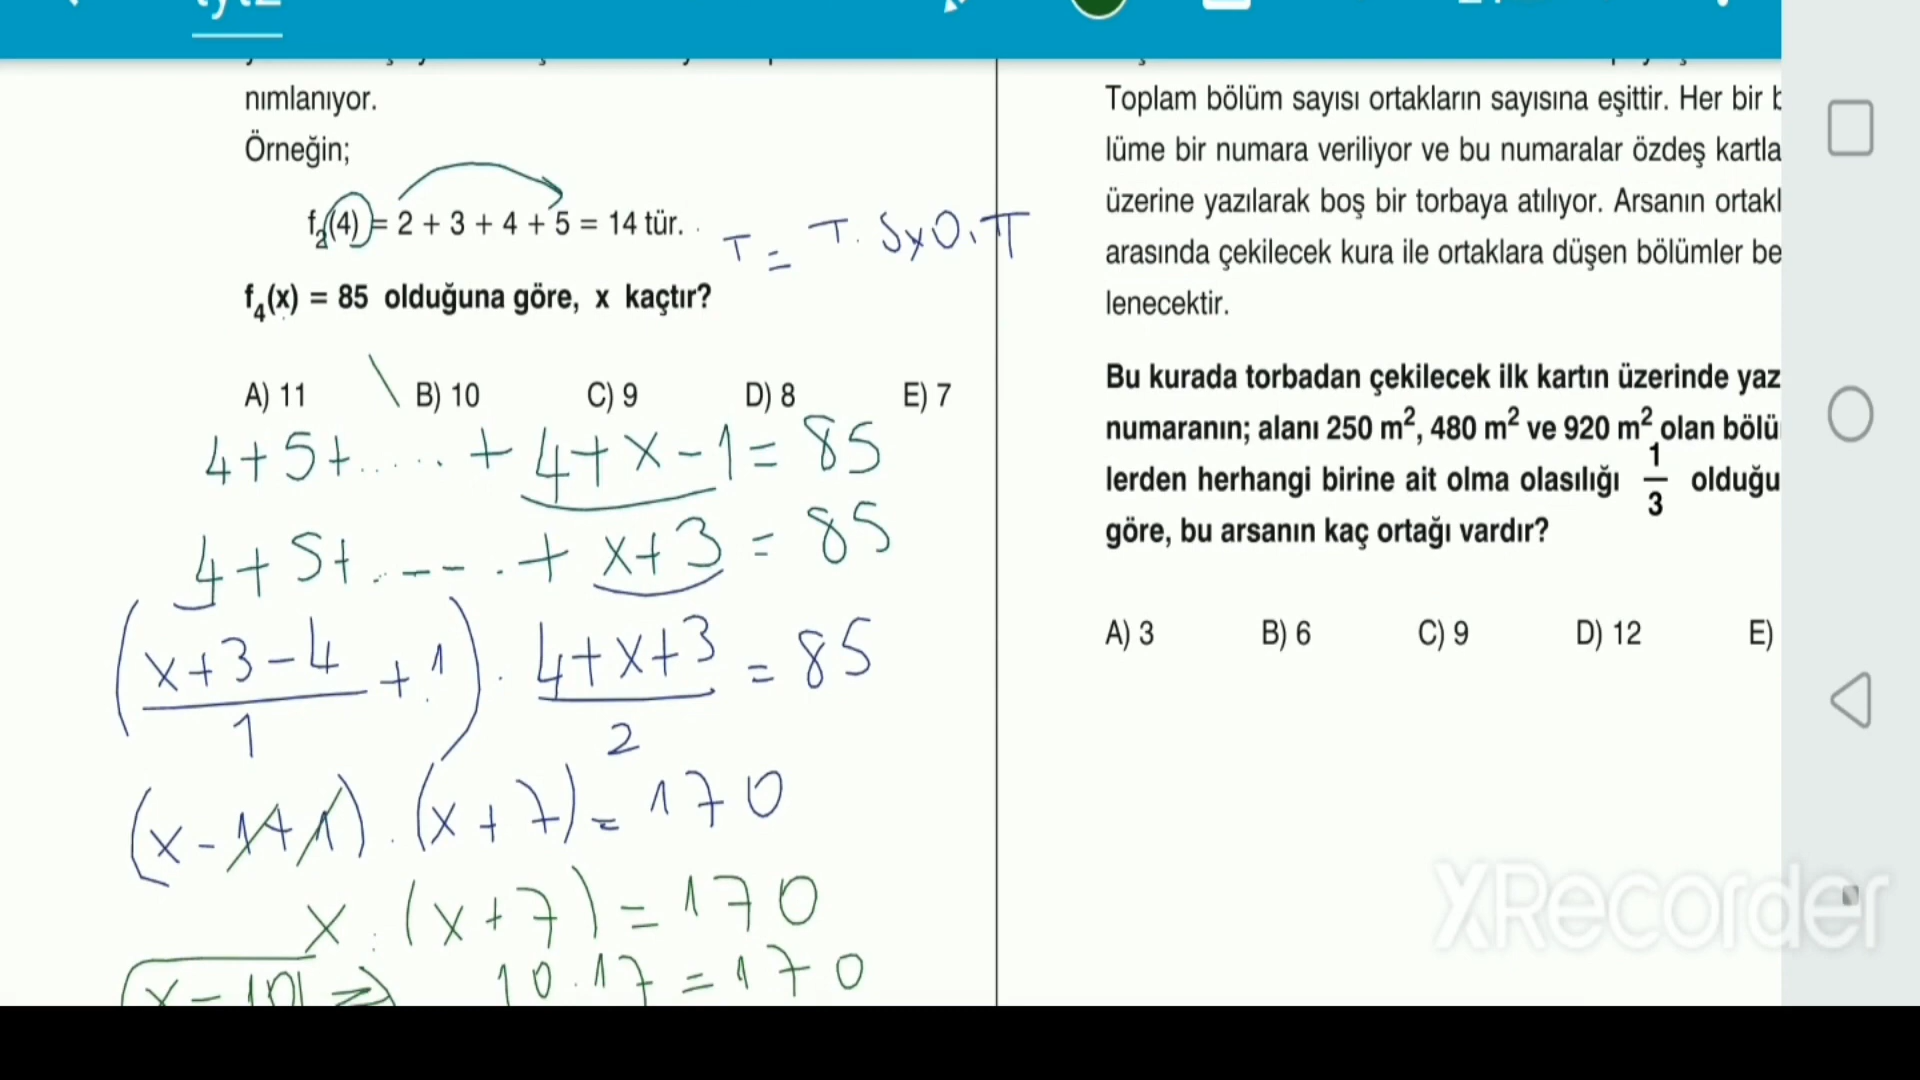 nımlanıyor.
Örneğin;
f₂(4) = 2 + 3 + 4 + 5 = 14 tür.
T = T.S x O.T
f₄(x) = 85 olduğuna göre, x kaçtır?
A) 11 B) 10 C) 9 D) 8 E) 7
4+5+..... + 4+x-1 = 85
4+5+.---.+ x+3 = 85
(x+3-4/1 + 1) . 4+x+3/2 = 85
(x-1+1).(x+7) = 170
x.(x+7) = 170
x = 10 ⇒ 10.17 = 170
Toplam bölüm sayısı ortakların sayısına eşittir. Her bir
lüme bir numara veriliyor ve bu numaralar özdeş kartla
üzerine yazılarak boş bir torbaya atılıyor. Arsanın ortakl
arasında çekilecek kura ile ortaklara düşen bölümler be
lenecektir.
Bu kurada torbadan çekilecek ilk kartın üzerinde yaz
numaranın; alanı 250 m², 480 m² ve 920 m² olan bölü
lerden herhangi birine ait olma olasılığı 1/3 olduğu
göre, bu arsanın kaç ortağı vardır?
A) 3 B) 6 C) 9 D) 12 E)
XRecorder